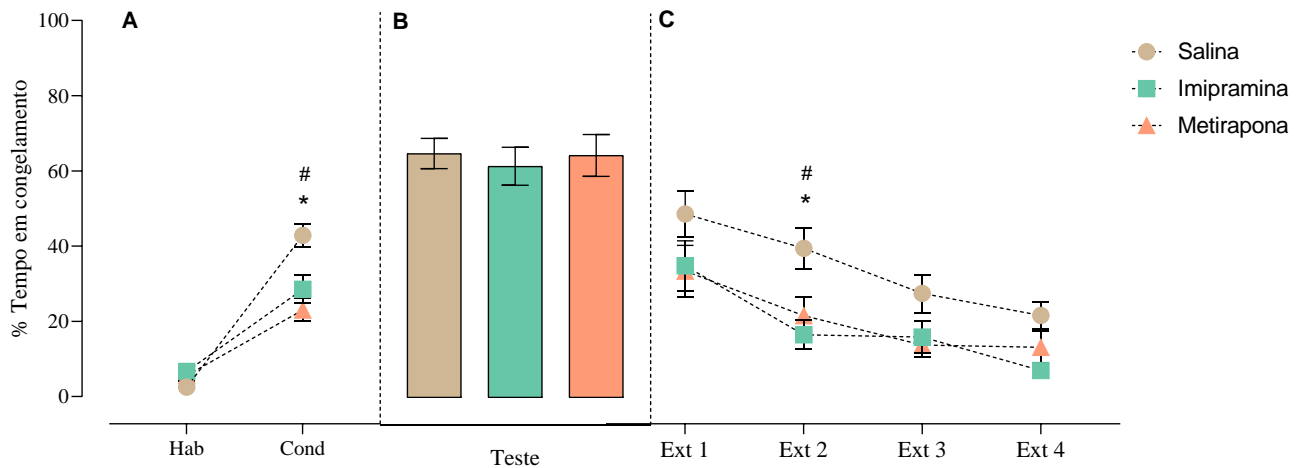 A
B
C
% Tempo em congelamento
100
80
60
40
20
0
#
*
#
*
Hab
Cond
Teste
Ext 1
Ext 2
Ext 3
Ext 4
Salina
Imipramina
Metirapona